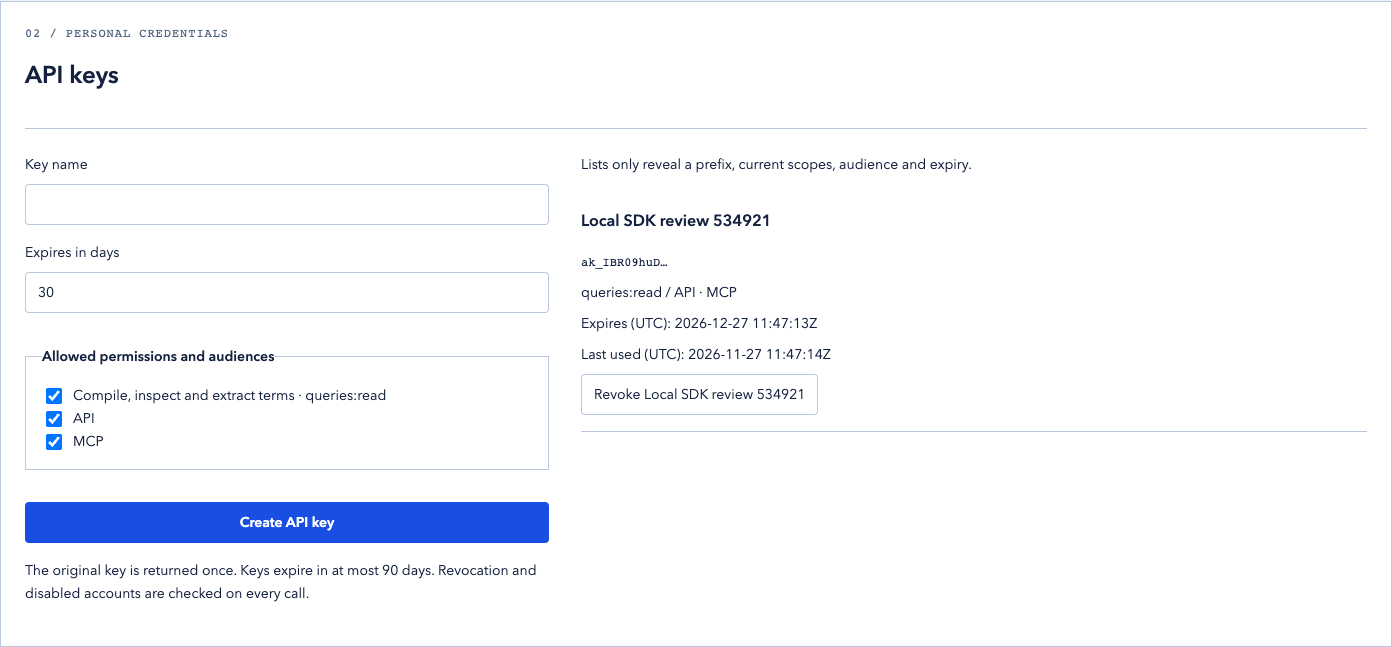 02 / PERSONAL CREDENTIALS
API keys
Key name
Expires in days
30
Allowed permissions and audiences
Compile, inspect and extract terms · queries:read
API
MCP
Create API key
The original key is returned once. Keys expire in at most 90 days. Revocation and
disabled accounts are checked on every call.
Lists only reveal a prefix, current scopes, audience and expiry.
Local SDK review 534921
ak_IBR09huD…
queries:read / API · MCP
Expires (UTC): 2026-12-27 11:47:13Z
Last used (UTC): 2026-11-27 11:47:14Z
Revoke Local SDK review 534921